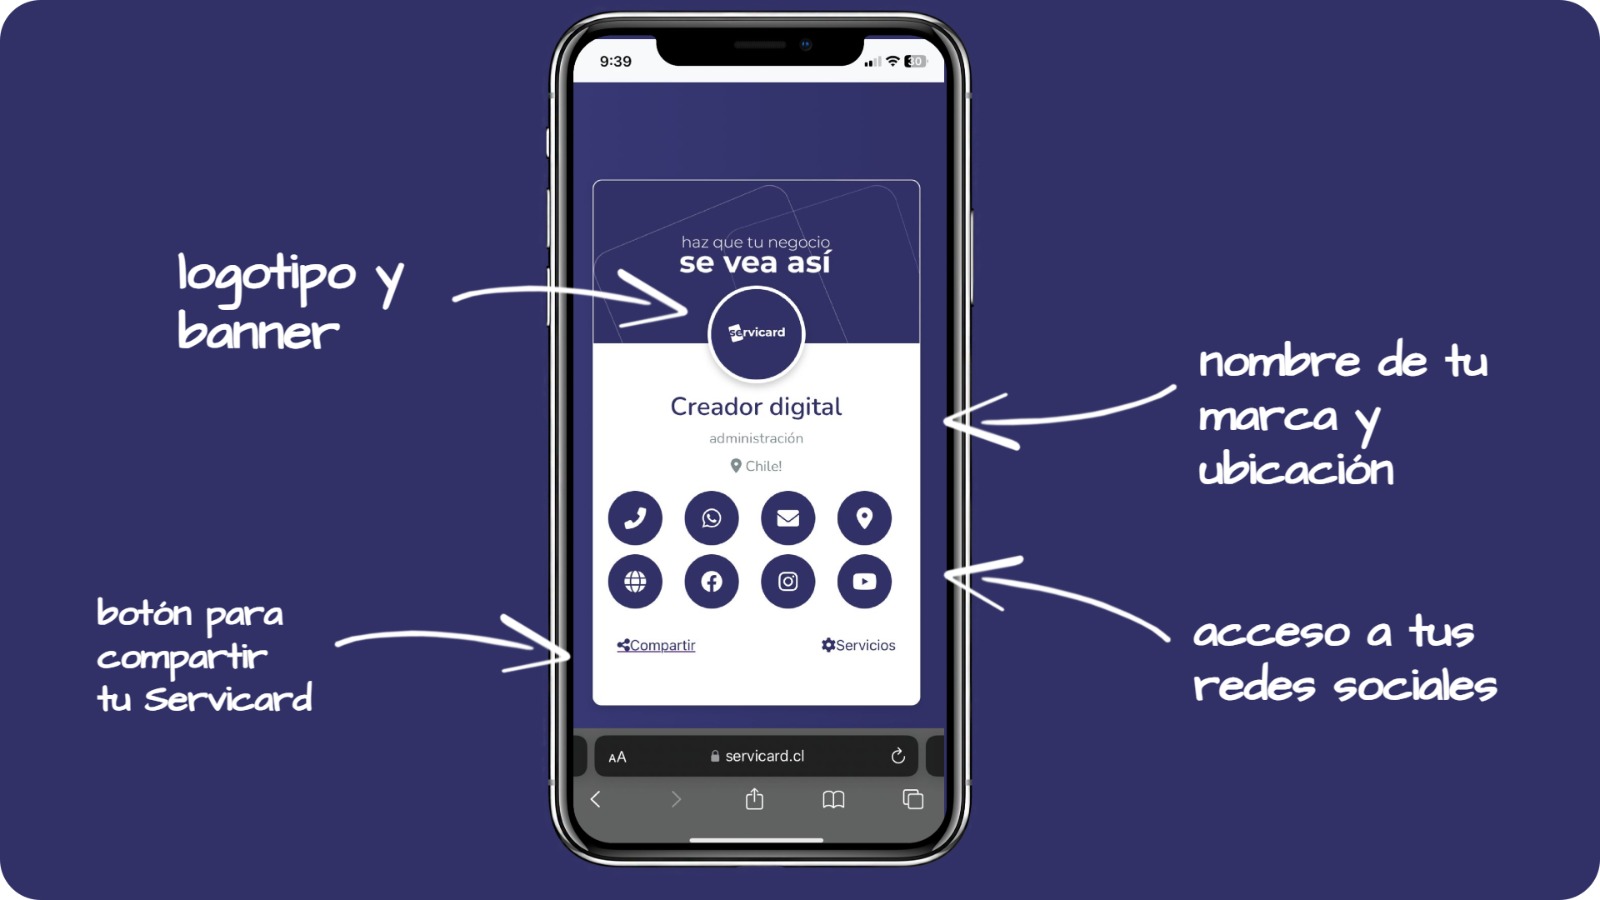 9:39
30
haz que tu negocio
se vea así
servicard
logotipo y
banner
Creador digital
administración
Chile!
nombre de tu
marca y
ubicación
botón para
compartir
tu Servicard
Compartir
Servicios
acceso a tus
redes sociales
AA
servicard.cl